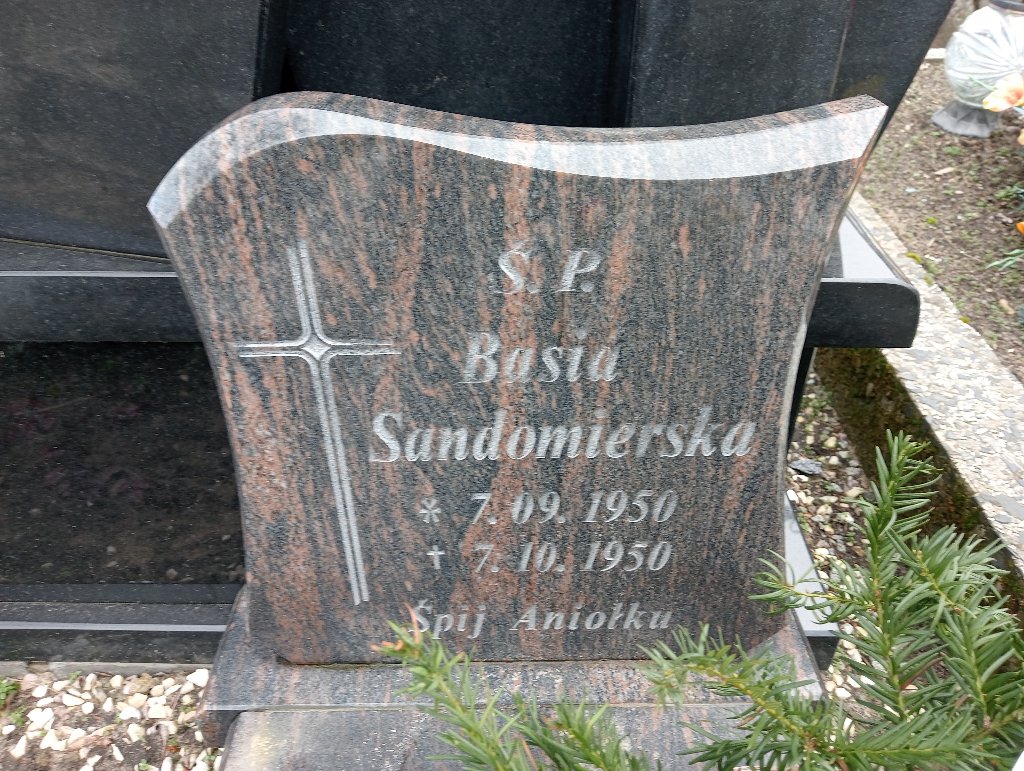 Ś. P.
Basia
Sandomierska
* 7. 09. 1950
† 7. 10. 1950
Śpij Aniołku